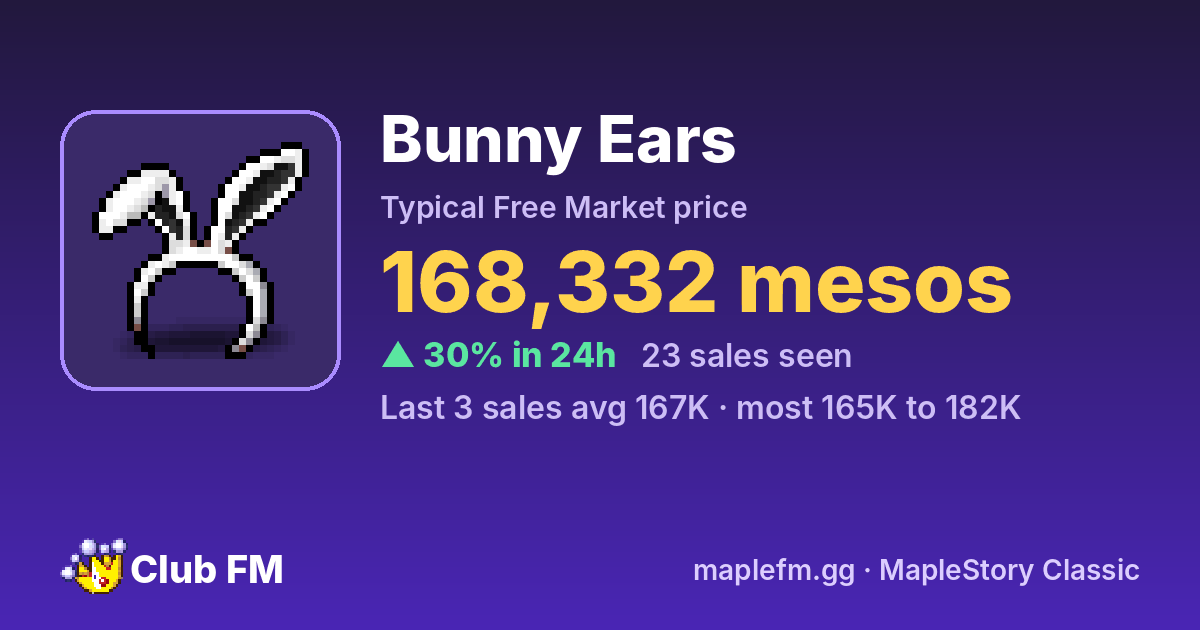 Bunny Ears
Typical Free Market price
168,332 mesos
▲ 30% in 24h 23 sales seen
Last 3 sales avg 167K · most 165K to 182K
Club FM
maplefm.gg · MapleStory Classic